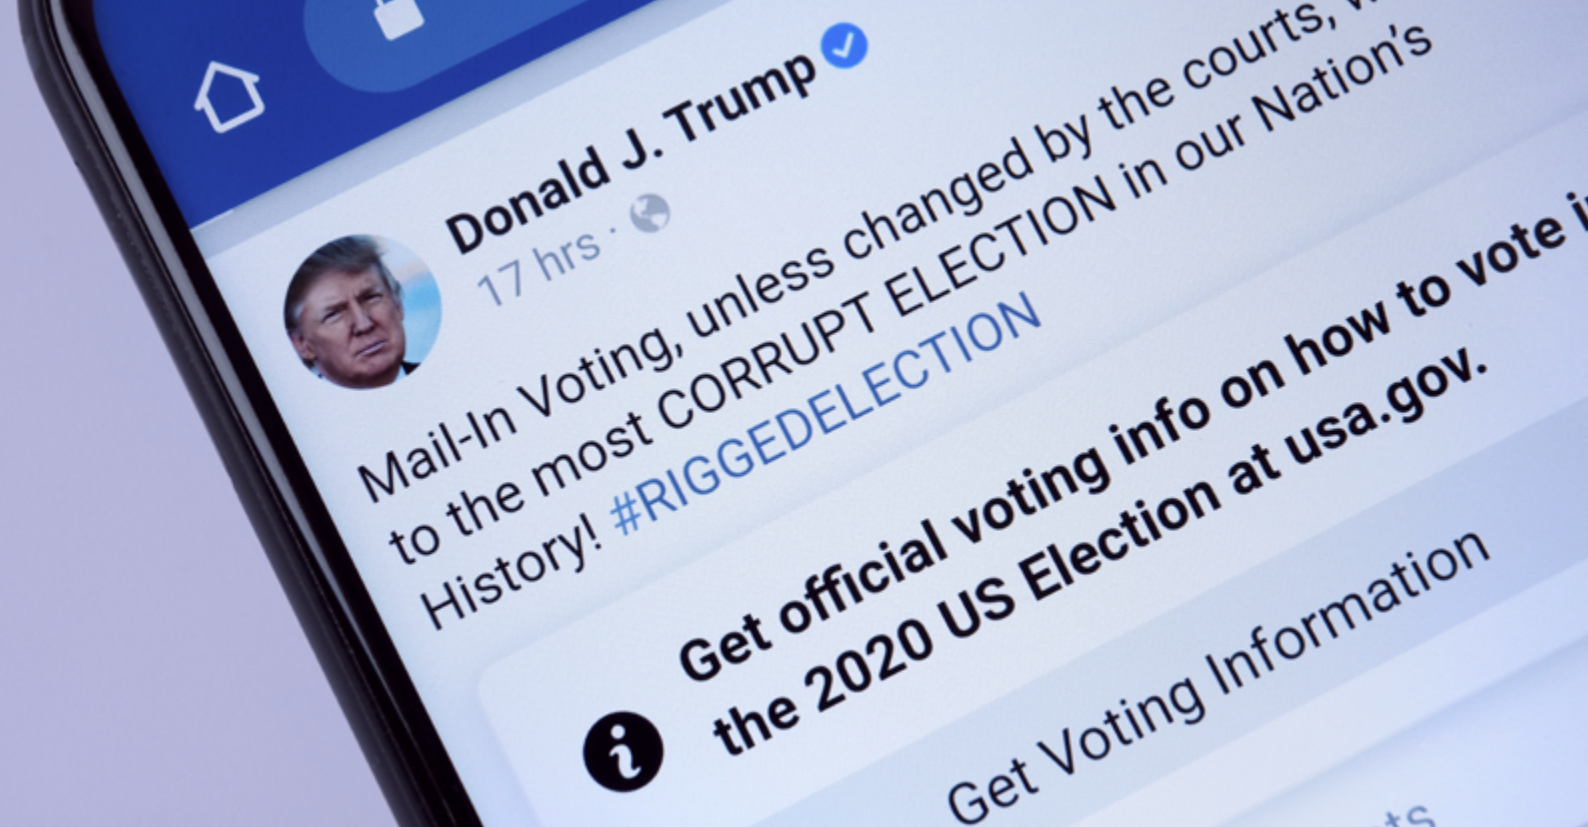 Donald J. Trump
17 hrs ·
Mail-In Voting, unless changed by the courts,
to the most CORRUPT ELECTION in our Nation's
History! #RIGGEDELECTION
Get official voting info on how to vote
the 2020 US Election at usa.gov.
Get Voting Information